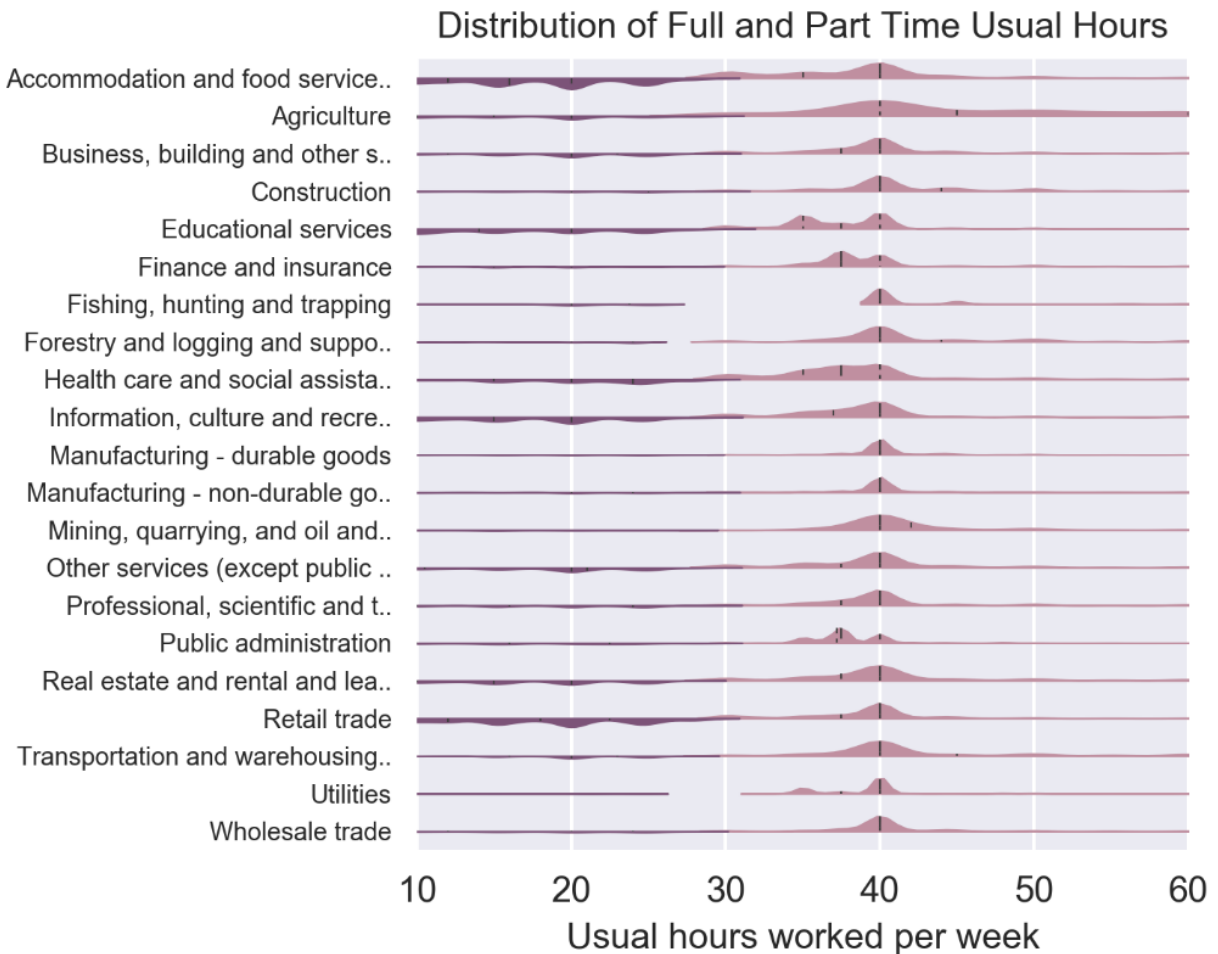 Distribution of Full and Part Time Usual Hours
Accommodation and food service..
Agriculture
Business, building and other s..
Construction
Educational services
Finance and insurance
Fishing, hunting and trapping
Forestry and logging and suppo..
Health care and social assista..
Information, culture and recre..
Manufacturing - durable goods
Manufacturing - non-durable go..
Mining, quarrying, and oil and..
Other services (except public ..
Professional, scientific and t..
Public administration
Real estate and rental and lea..
Retail trade
Transportation and warehousing..
Utilities
Wholesale trade
10 20 30 40 50 60
Usual hours worked per week